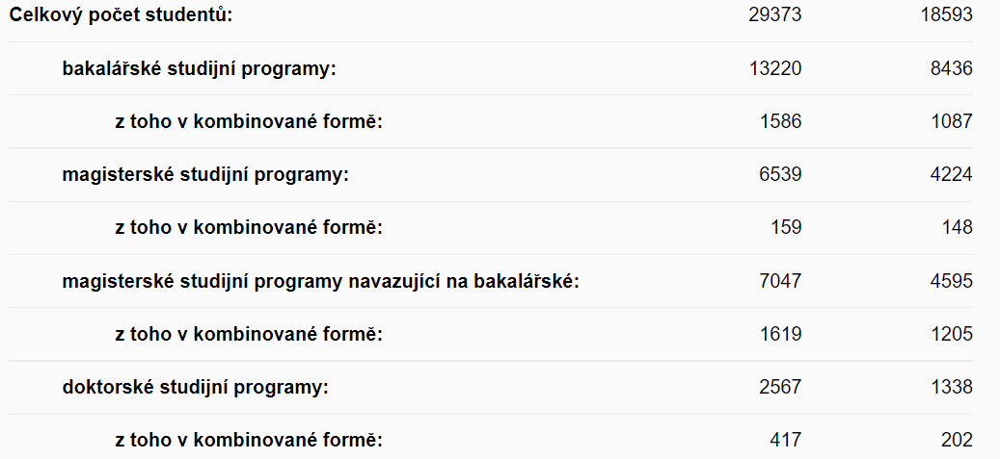 Celkový počet studentů: 29373 18593
bakalářské studijní programy: 13220 8436
z toho v kombinované formě: 1586 1087
magisterské studijní programy: 6539 4224
z toho v kombinované formě: 159 148
magisterské studijní programy navazující na bakalářské: 7047 4595
z toho v kombinované formě: 1619 1205
doktorské studijní programy: 2567 1338
z toho v kombinované formě: 417 202